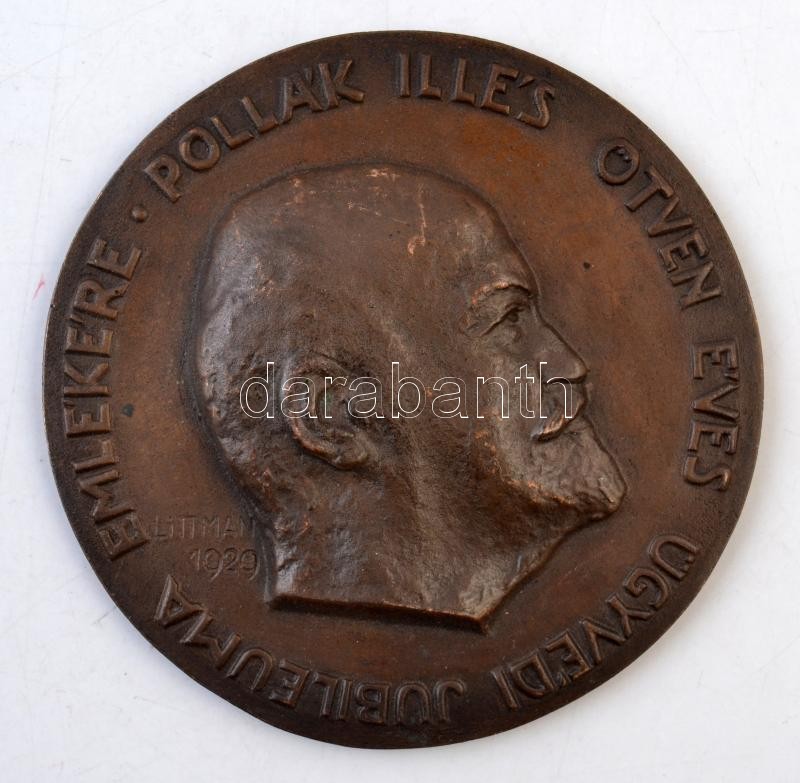 POLLÁK ILLÉS ÖTVEN ÉVES ÜGYVÉDI JUBILEUMA EMLÉKÉRE ·
LITTMAN
1929
darabanth